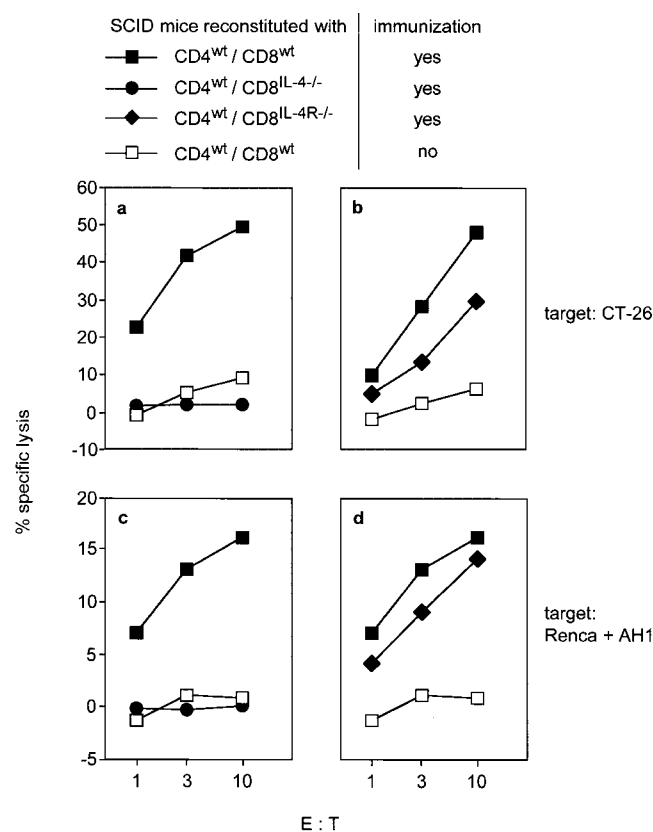 SCID mice reconstituted with immunization
CD4wt / CD8wt yes
CD4wt / CD8IL-4-/- yes
CD4wt / CD8IL-4R-/- yes
CD4wt / CD8wt no
% specific lysis
a
60
50
40
30
20
10
0
-10
b
target: CT-26
c
20
15
10
5
0
-5
1 3 10
d
1 3 10
target:
Renca + AH1
E : T